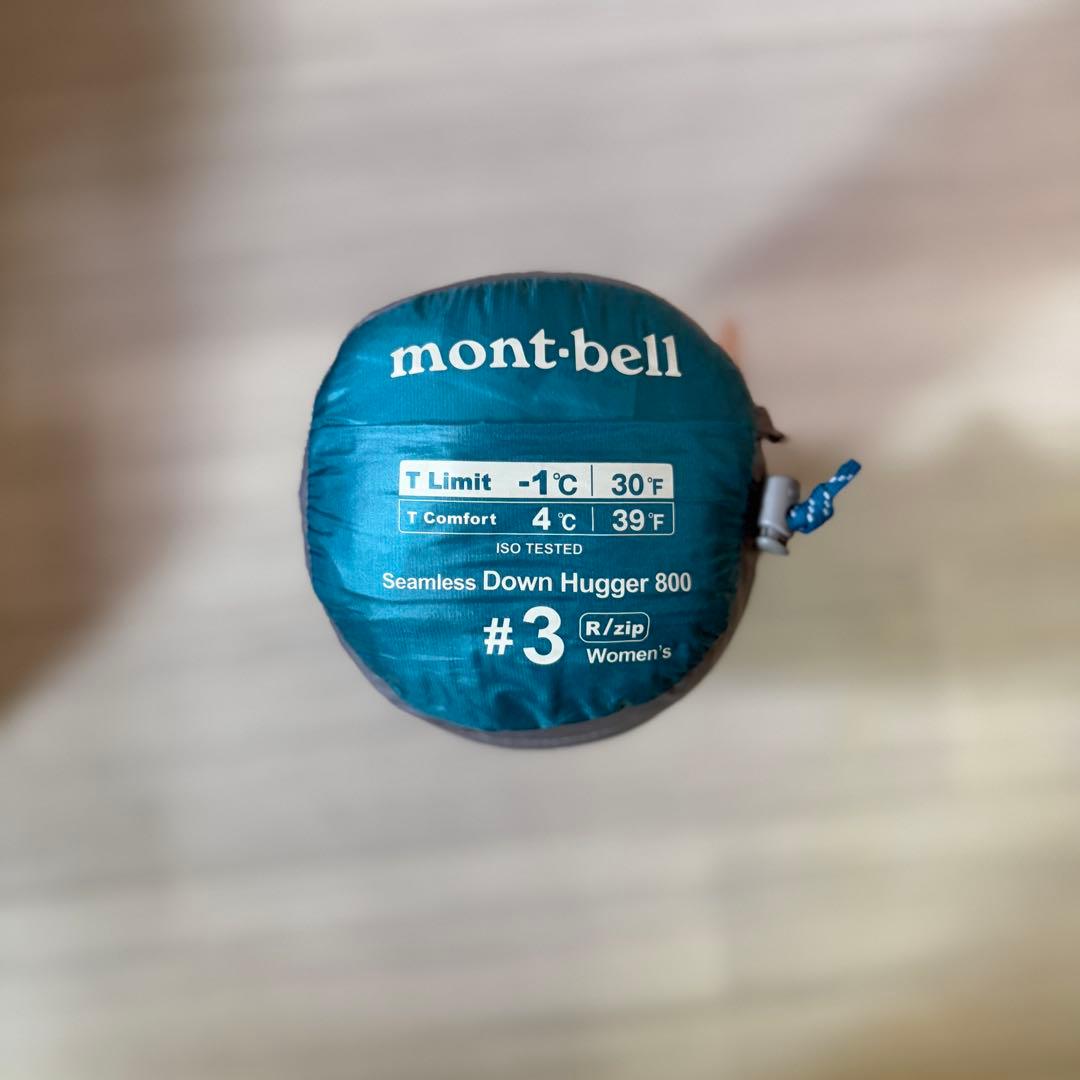 mont·bell
T Limit -1℃ 30°F
T Comfort 4℃ 39°F
ISO TESTED
Seamless Down Hugger 800
#3 R/zip
Women's